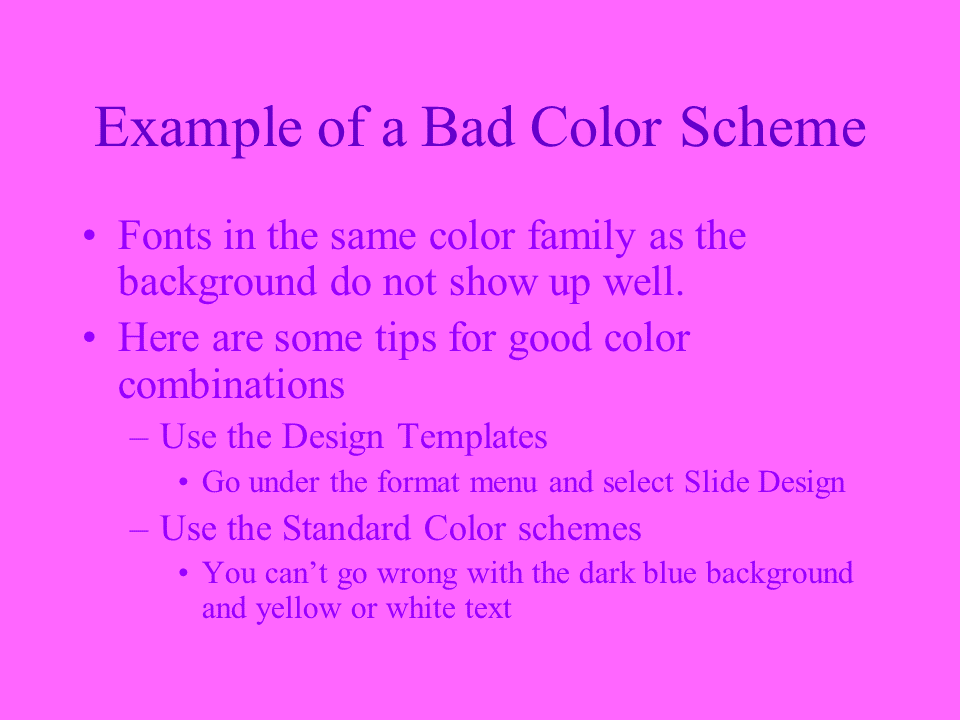 Example of a Bad Color Scheme
• Fonts in the same color family as the
background do not show up well.
• Here are some tips for good color
combinations
– Use the Design Templates
• Go under the format menu and select Slide Design
– Use the Standard Color schemes
• You can’t go wrong with the dark blue background
and yellow or white text